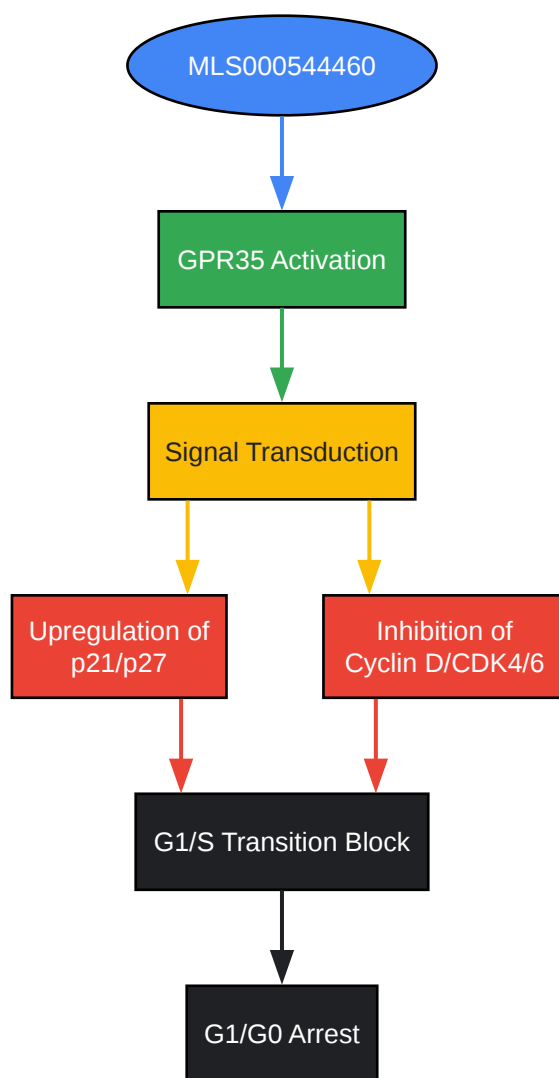 MLS000544460
GPR35 Activation
Signal Transduction
Upregulation of
p21/p27
Inhibition of
Cyclin D/CDK4/6
G1/S Transition Block
G1/G0 Arrest